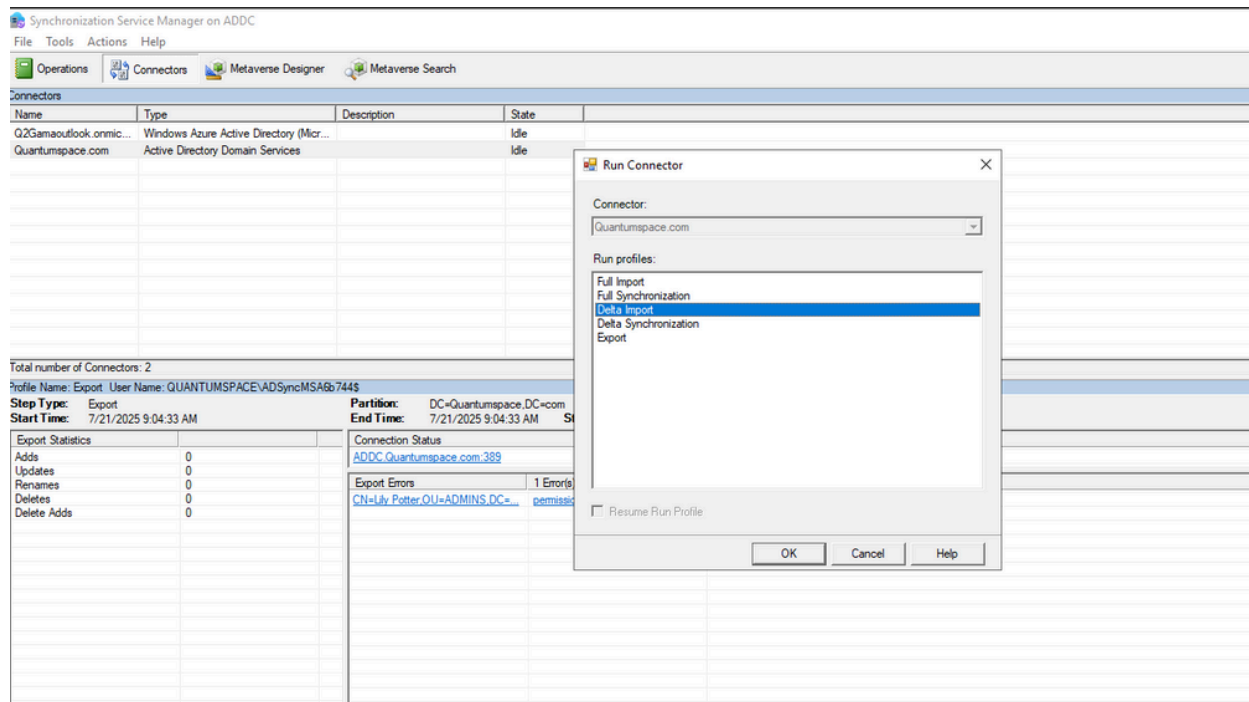 Synchronization Service Manager on ADDC
File Tools Actions Help
Operations Connectors Metaverse Designer Metaverse Search
Connectors
Name Type Description State
Q2Gamaoutlook.onmic... Windows Azure Active Directory (Micr... Idle
Quantumspace.com Active Directory Domain Services Idle
Total number of Connectors: 2
Profile Name: Export User Name: QUANTUMSPACE\ADSyncMSA6b744$
Step Type: Export Partition: DC=Quantumspace,DC=com
Start Time: 7/21/2025 9:04:33 AM End Time: 7/21/2025 9:04:33 AM St
Export Statistics Connection Status
Adds 0 ADDC.Quantumspace.com:389
Updates 0
Renames 0 Export Errors 1 Error(s)
Deletes 0 CN=Lily Potter,OU=ADMINS,DC=... permissio
Delete Adds 0
Run Connector
Connector:
Quantumspace.com
Run profiles:
Full Import
Full Synchronization
Delta Import
Delta Synchronization
Export
Resume Run Profile
OK Cancel Help